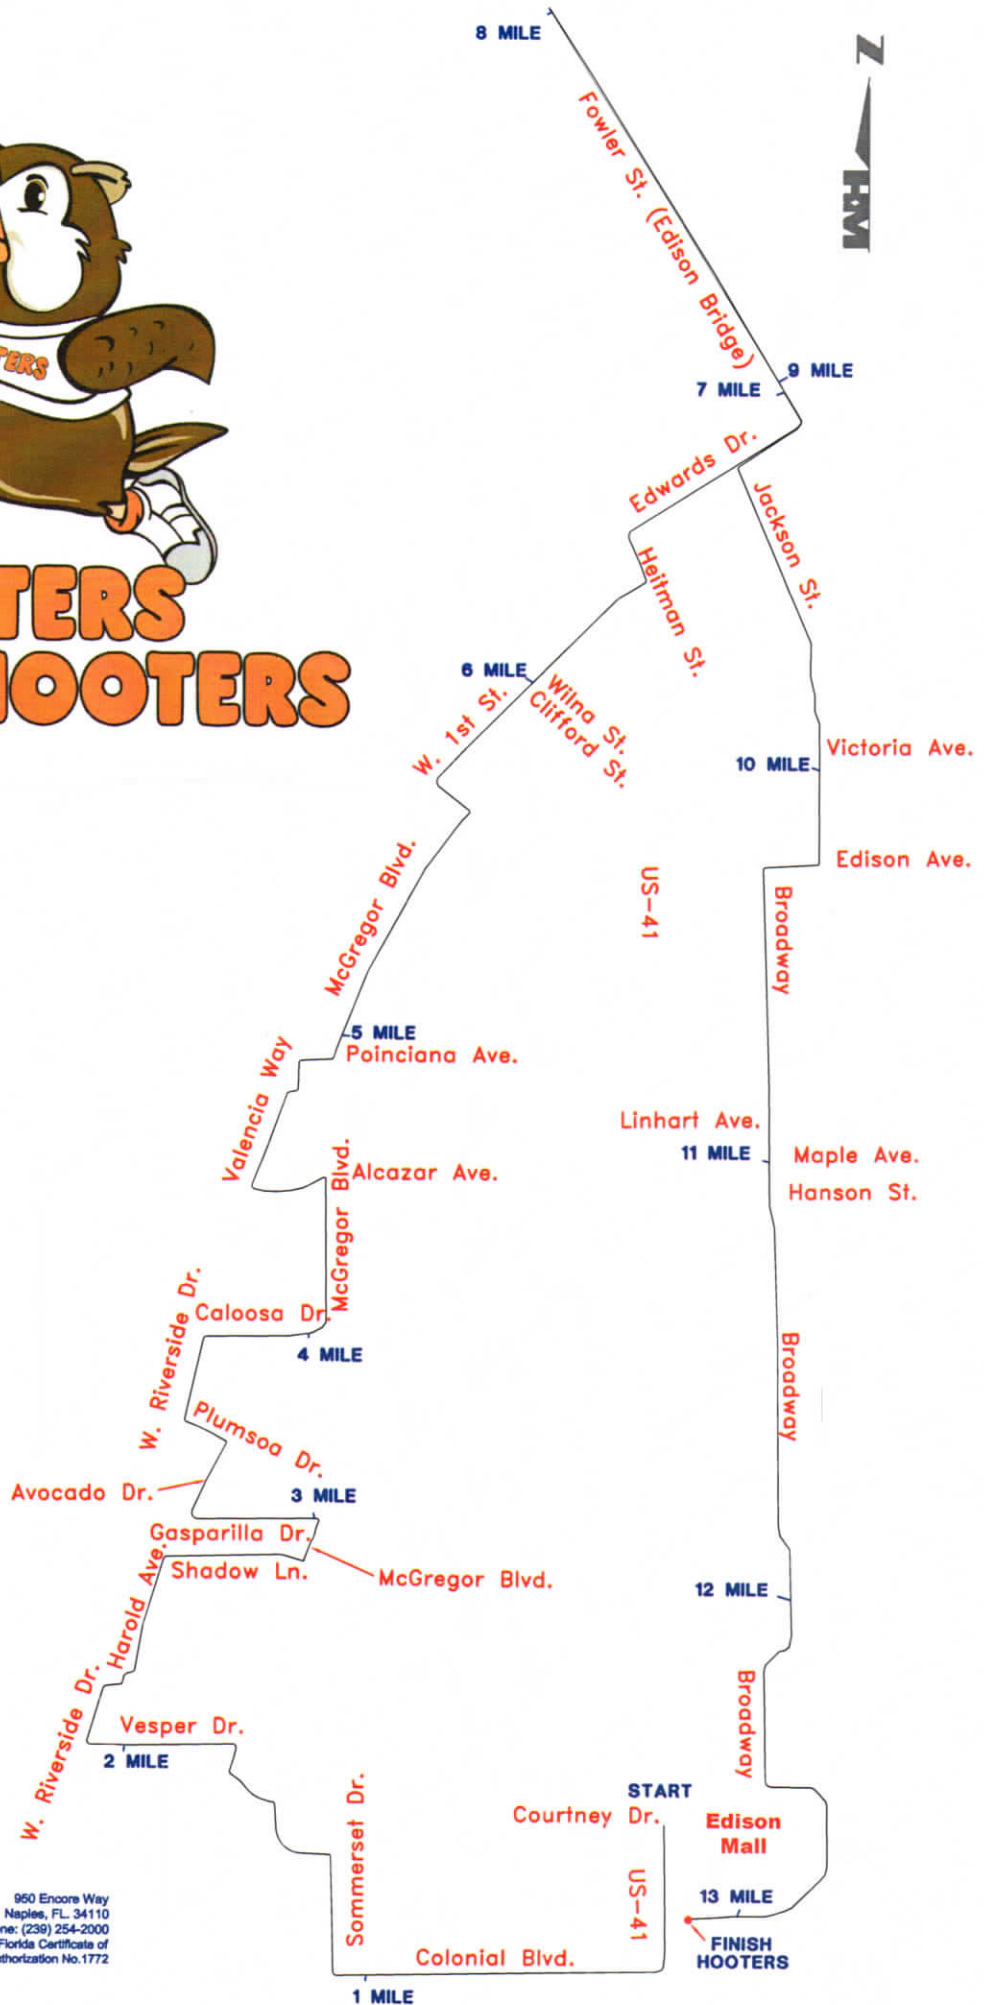 8 MILE
N
Fowler St. (Edison Bridge)
HM
9 MILE
7 MILE
Edwards Dr.
Jackson St.
Heitman St.
TERS
TERS
HOOTERS
6 MILE
Wilna St.
Clifford St.
W. 1st St.
Victoria Ave.
10 MILE
McGregor Blvd.
Edison Ave.
US-41
Broadway
5 MILE
Poinciana Ave.
Valencia Way
Linhart Ave.
11 MILE
Maple Ave.
Hanson St.
Alcazar Ave.
McGregor Blvd.
W. Riverside Dr.
Caloosa Dr.
4 MILE
Broadway
Plumsoa Dr.
Avocado Dr.
3 MILE
Gasparilla Dr.
Shadow Ln.
McGregor Blvd.
Harold Ave.
12 MILE
W. Riverside Dr.
Vesper Dr.
2 MILE
Broadway
Sommerset Dr.
START
Courtney Dr.
Edison
Mall
US-41
13 MILE
FINISH
HOOTERS
Colonial Blvd.
1 MILE
950 Encore Way
Naples, FL. 34110
ne: (239) 254-2000
Florida Certificate of
thorization No.1772